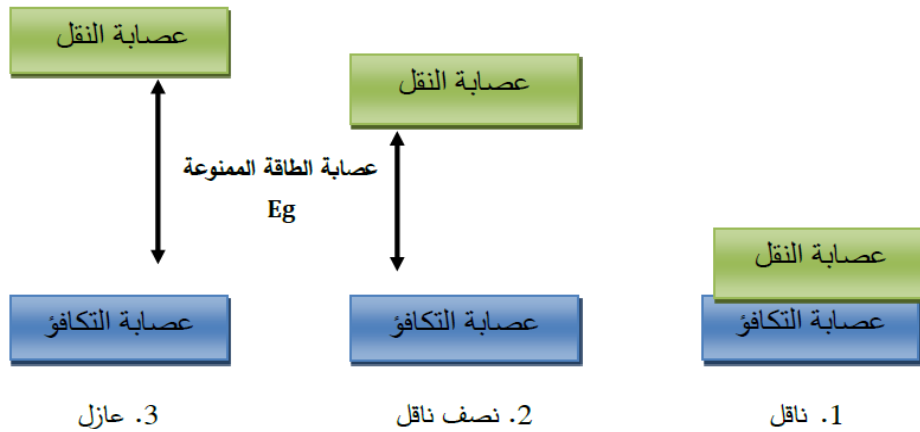 عصابة النقل
عصابة النقل
عصابة الطاقة الممنوعة
Eg
عصابة النقل
عصابة التكافؤ
عصابة التكافؤ
عصابة التكافؤ
1. ناقل
2. نصف ناقل
3. عازل